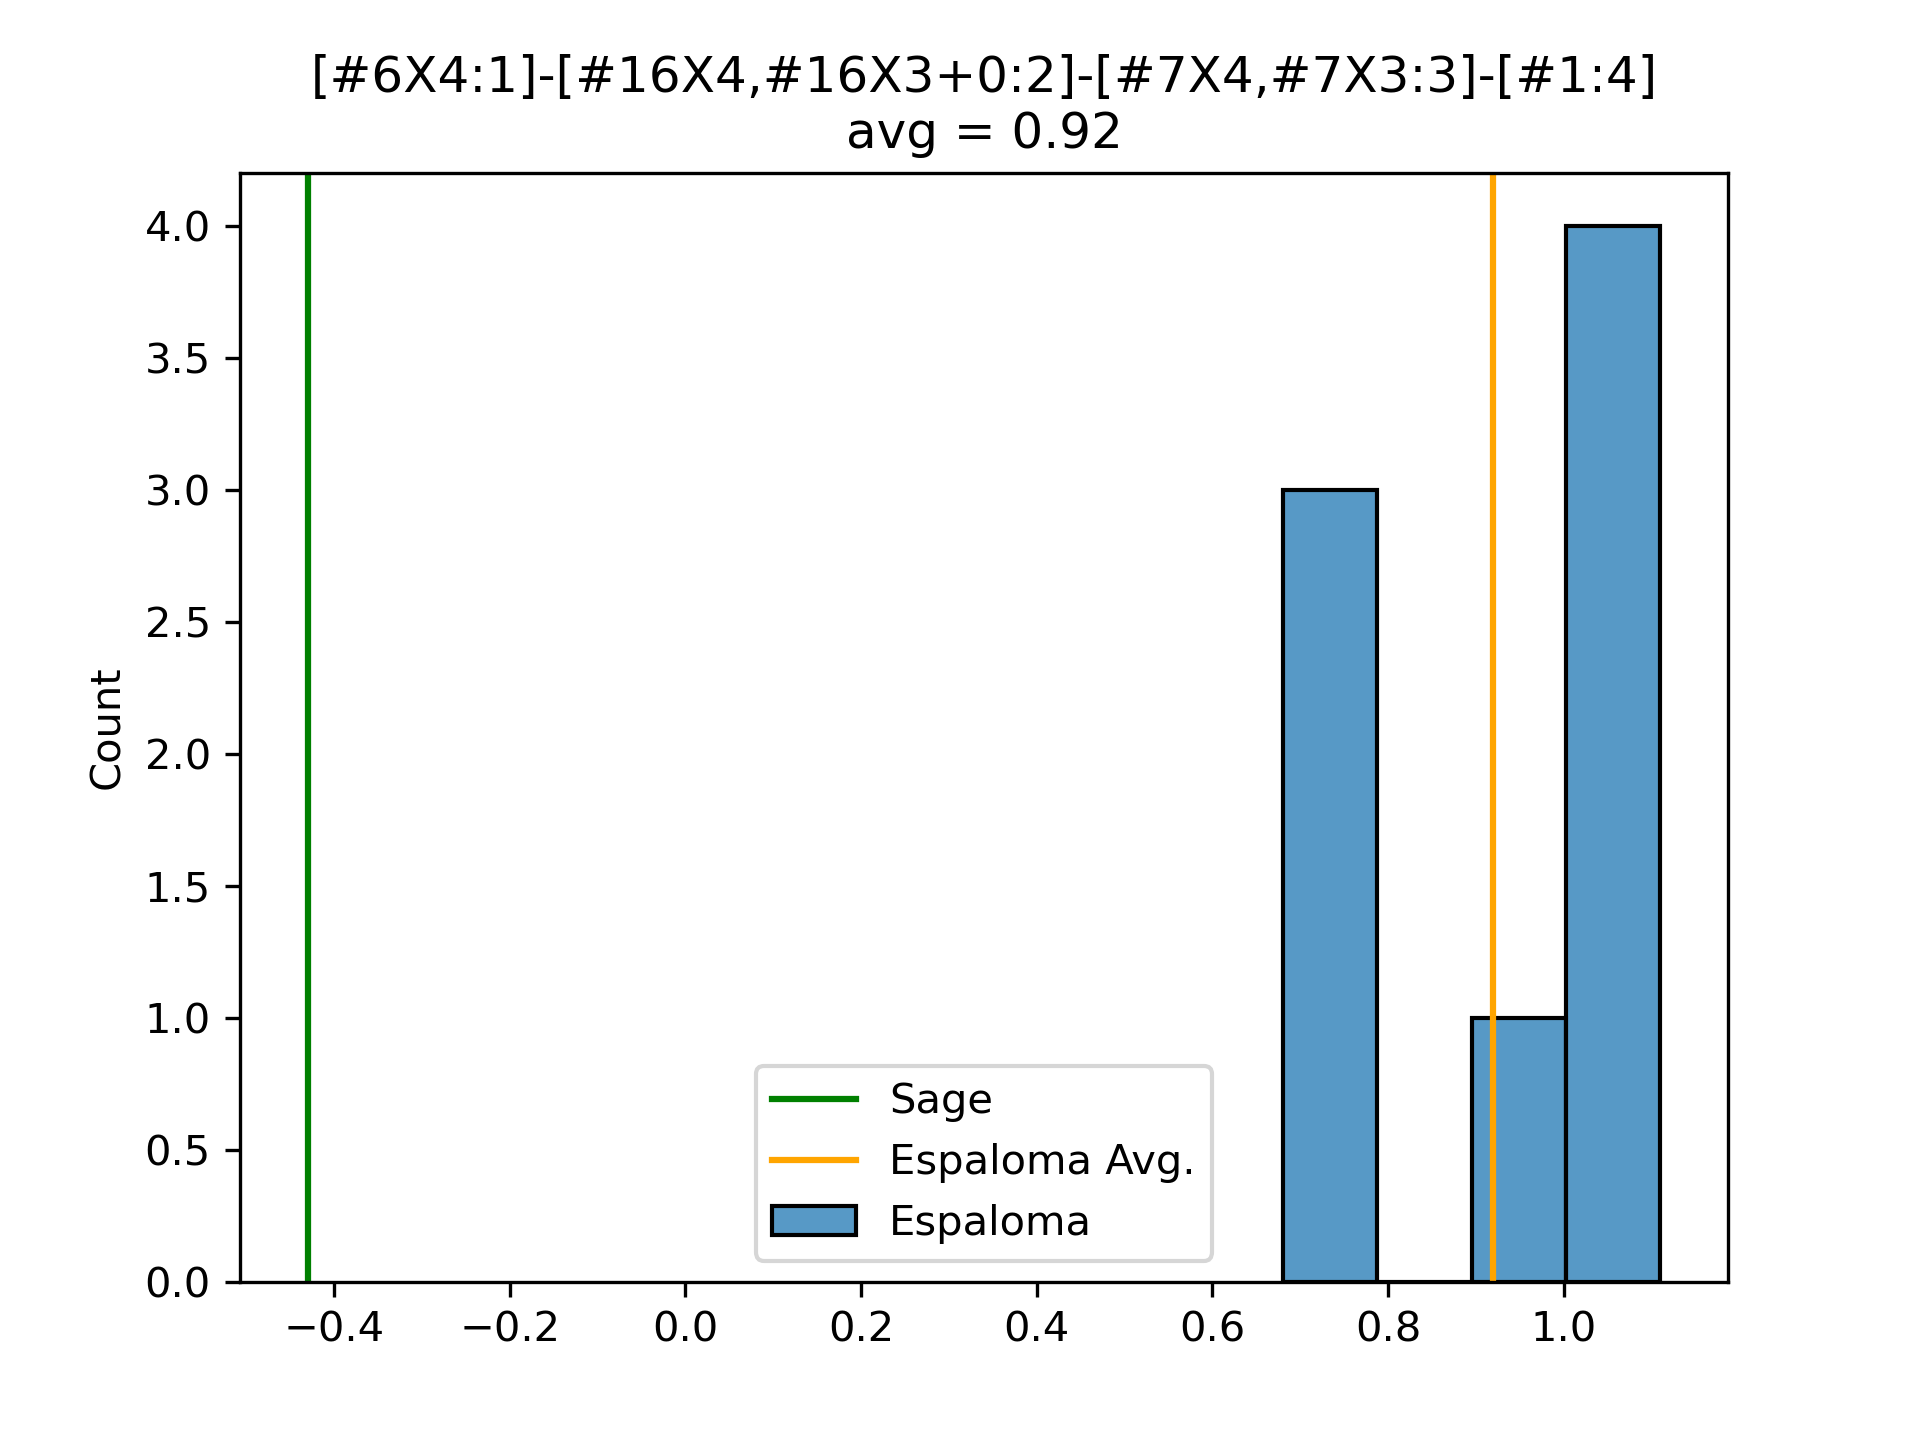 [#6X4:1]-[#16X4,#16X3+0:2]-[#7X4,#7X3:3]-[#1:4]
avg = 0.92
4.0
3.5
3.0
2.5
2.0
1.5
1.0
0.5
0.0
Count
Sage
Espaloma Avg.
Espaloma
−0.4 −0.2 0.0 0.2 0.4 0.6 0.8 1.0